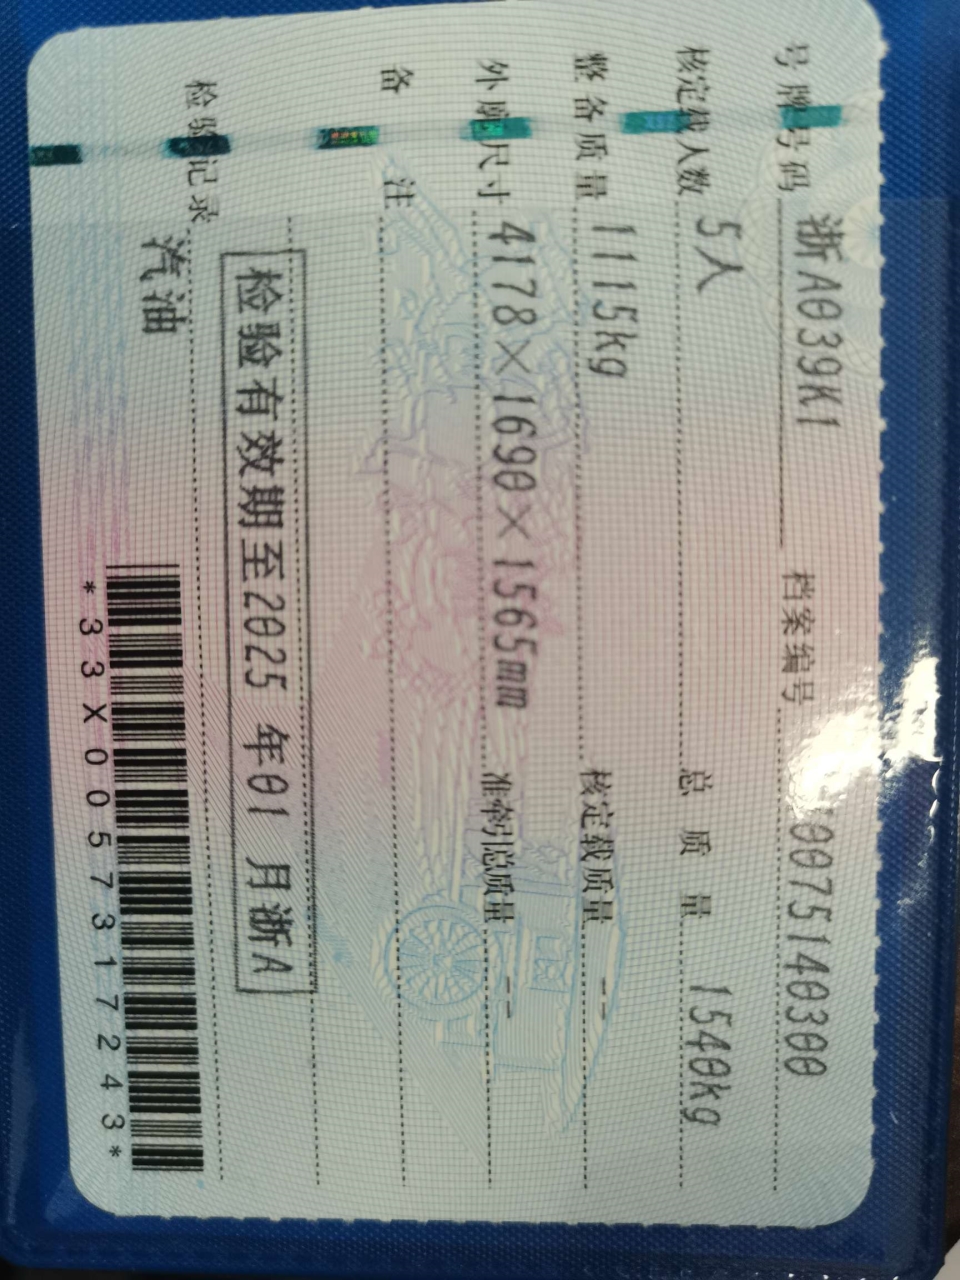 号牌号码 浙A039K1 档案编号 0075140300
核定载人数 5人 总质量 1540kg
整备质量 1115kg 核定载质量 --
外廓尺寸 4178×1690×1565mm 准牵引总质量 --
备注
检验有效期至2025年01月浙A
检验记录
汽油
*33X0057317243*